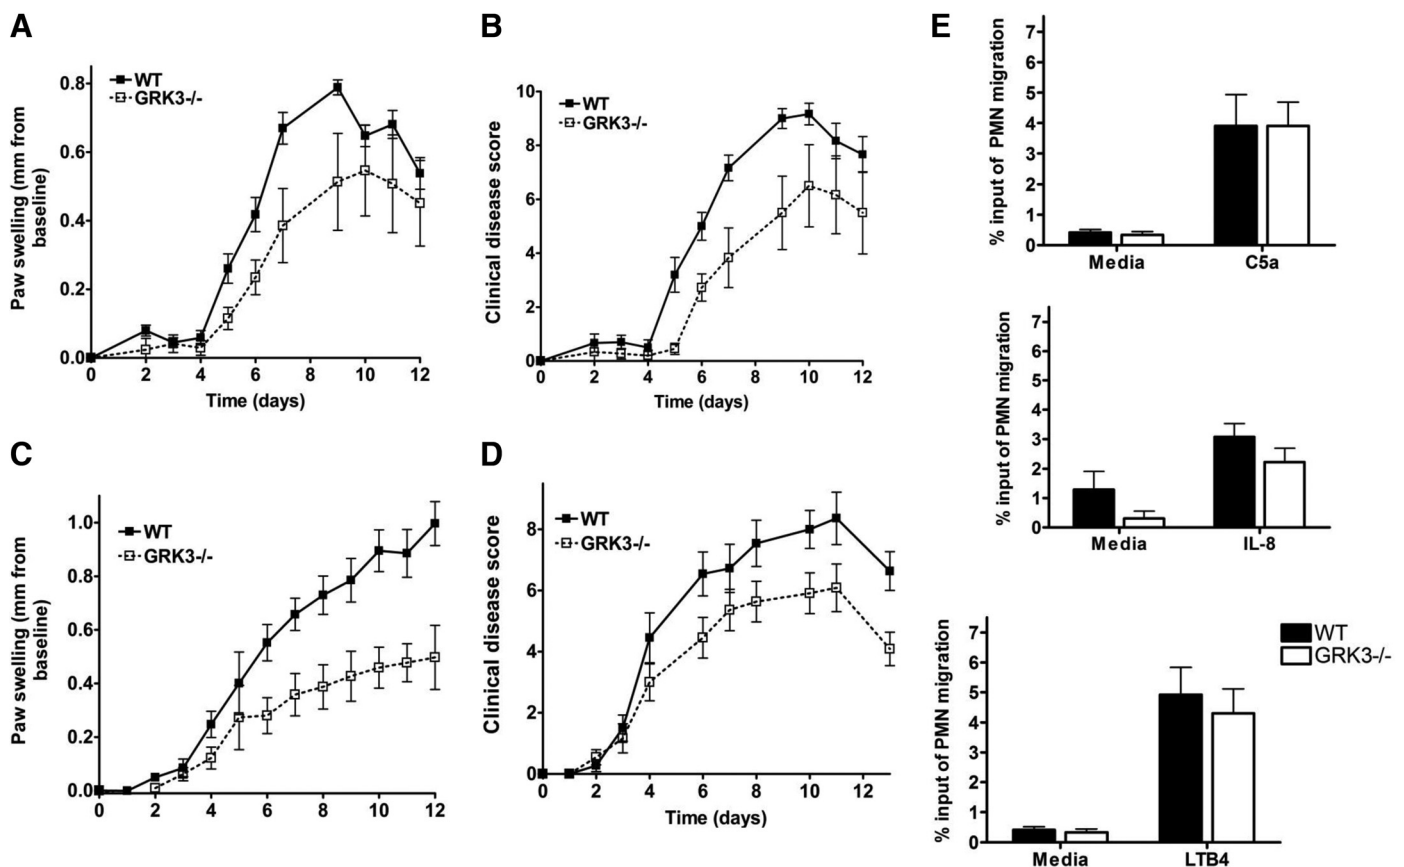 A
Paw swelling (mm from
baseline)
0.8
0.6
0.4
0.2
0.0
WT
GRK3-/-
0 2 4 6 8 10 12
Time (days)
B
Clinical disease score
10
8
6
4
2
0
WT
GRK3-/-
0 2 4 6 8 10 12
Time (days)
C
Paw swelling (mm from
baseline)
1.0
0.8
0.6
0.4
0.2
0.0
WT
GRK3-/-
0 2 4 6 8 10 12
D
Clinical disease score
8
6
4
2
0
WT
GRK3-/-
0 2 4 6 8 10 12
Time (days)
E
% input of PMN migration
7
6
5
4
3
2
1
0
Media C5a
% input of PMN migration
7
6
5
4
3
2
1
0
Media IL-8
% input of PMN migration
7
6
5
4
3
2
1
0
WT
GRK3-/-
Media LTB4